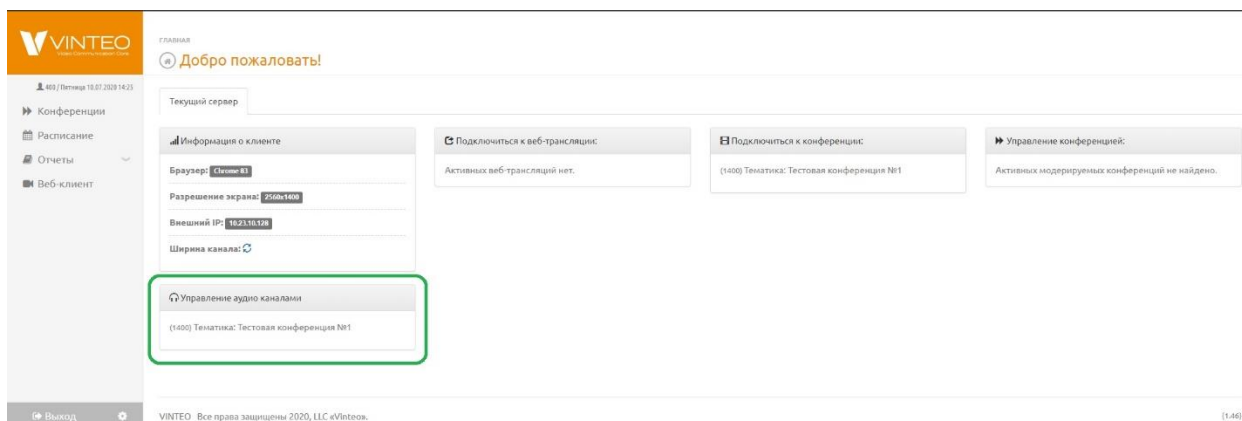 VINTEO
ГЛАВНАЯ
Добро пожаловать!
403 / Пятница 10.07.2020 14:25
Конференции
Расписание
Отчеты
Веб-клиент
Текущий сервер
Информация о клиенте
Браузер: Chrome 83
Разрешение экрана: 2560x1400
Внешний IP: 10.23.10.128
Ширина канала:
Подключиться к веб-трансляции:
Активных веб-трансляций нет.
Подключиться к конференции:
(1400) Тематика: Тестовая конференция №1
Управление конференцией:
Активных модерируемых конференций не найдено.
Управление аудио каналами
(1400) Тематика: Тестовая конференция №1
Выход
VINTEO Все права защищены 2020, LLC «Vinteo».
[1.46]